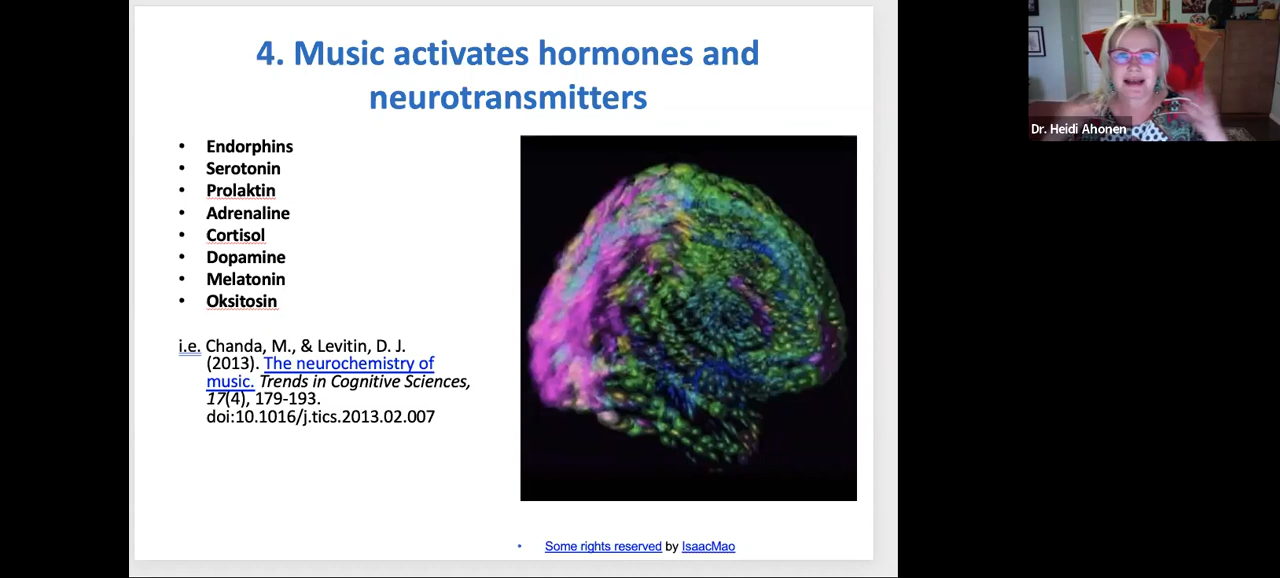 4. Music activates hormones and
neurotransmitters
• Endorphins
• Serotonin
• Prolaktin
• Adrenaline
• Cortisol
• Dopamine
• Melatonin
• Oksitosin
i.e. Chanda, M., & Levitin, D. J.
(2013). The neurochemistry of
music. Trends in Cognitive Sciences,
17(4), 179-193.
doi:10.1016/j.tics.2013.02.007
• Some rights reserved by IsaacMao
Dr. Heidi Ahonen